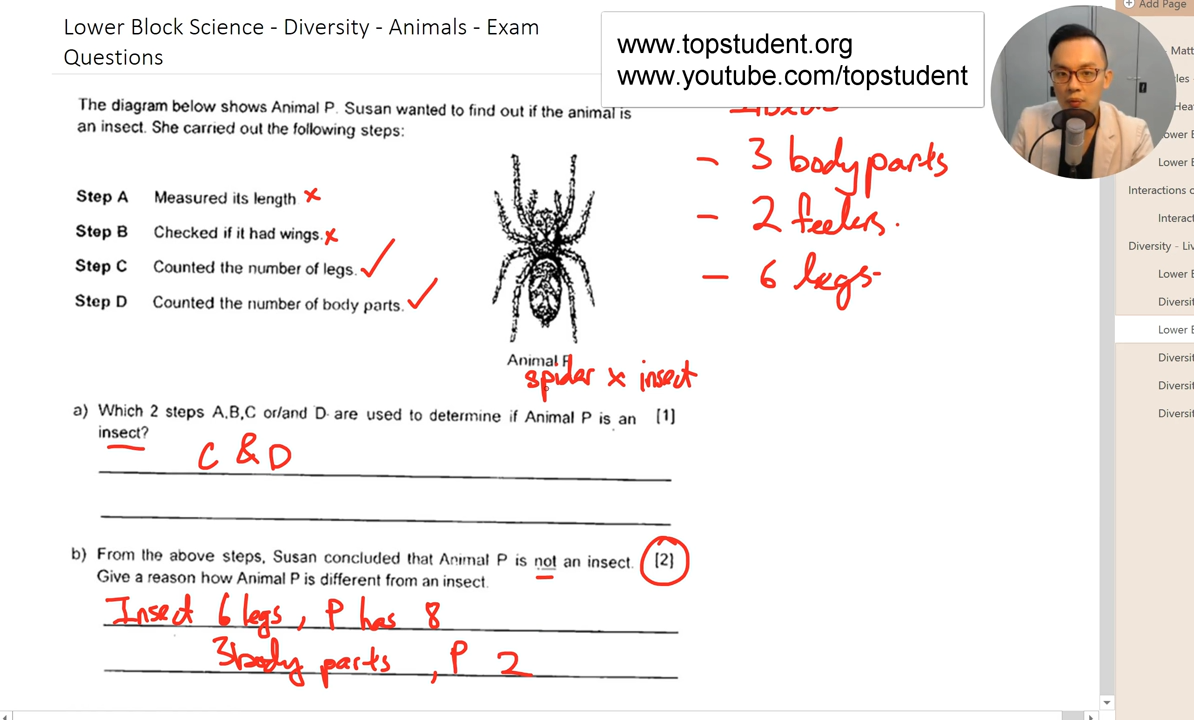 Lower Block Science - Diversity - Animals - Exam
Questions
www.topstudent.org
www.youtube.com/topstudent
Add Page
The diagram below shows Animal P. Susan wanted to find out if the animal is
an insect. She carried out the following steps:
Step A Measured its length x
Step B Checked if it had wings. x
Step C Counted the number of legs. ✓
Step D Counted the number of body parts. ✓
- 3 body parts
- 2 feelers.
- 6 legs-
Animal P
spider x insect
a) Which 2 steps A,B,C or/and D are used to determine if Animal P is an [1]
insect?
C & D
b) From the above steps, Susan concluded that Animal P is not an insect. [2]
Give a reason how Animal P is different from an insect.
Insect 6 legs, P has 8
3 body parts, P 2
Matt
les
Hea
ower B
Lower B
Interactions o
Interact
Diversity - Liv
Lower B
Diversit
Lower B
Diversit
Diversit
Diversit